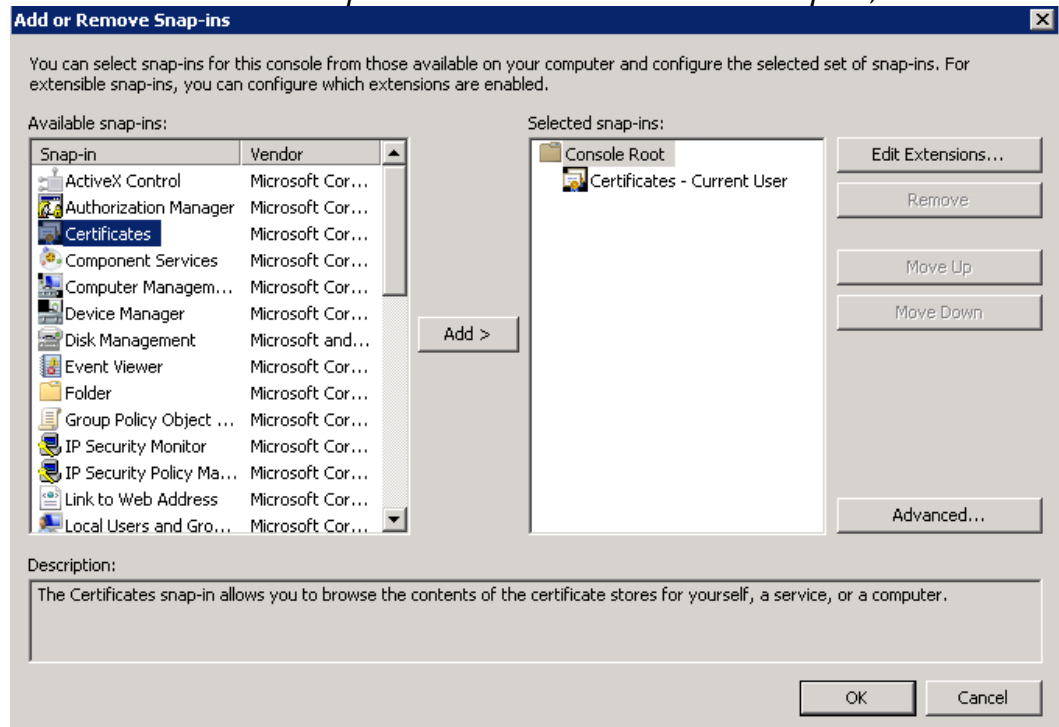 Add or Remove Snap-ins
You can select snap-ins for this console from those available on your computer and configure the selected set of snap-ins. For
extensible snap-ins, you can configure which extensions are enabled.
Available snap-ins:
Selected snap-ins:
Snap-in Vendor
ActiveX Control Microsoft Cor...
Authorization Manager Microsoft Cor...
Certificates Microsoft Cor...
Component Services Microsoft Cor...
Computer Managem... Microsoft Cor...
Device Manager Microsoft Cor...
Disk Management Microsoft and...
Event Viewer Microsoft Cor...
Folder Microsoft Cor...
Group Policy Object ... Microsoft Cor...
IP Security Monitor Microsoft Cor...
IP Security Policy Ma... Microsoft Cor...
Link to Web Address Microsoft Cor...
Local Users and Gro... Microsoft Cor...
Add >
Console Root
Certificates - Current User
Edit Extensions...
Remove
Move Up
Move Down
Advanced...
Description:
The Certificates snap-in allows you to browse the contents of the certificate stores for yourself, a service, or a computer.
OK
Cancel